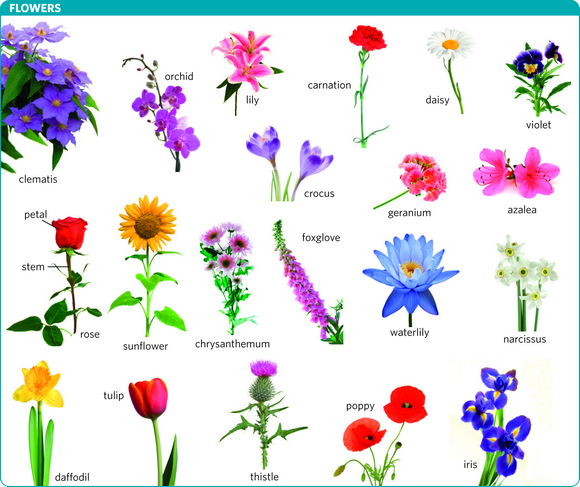 FLOWERS
clematis
orchid
lily
carnation
daisy
violet
crocus
geranium
azalea
petal
stem
rose
sunflower
chrysanthemum
foxglove
waterlily
narcissus
daffodil
tulip
thistle
poppy
iris